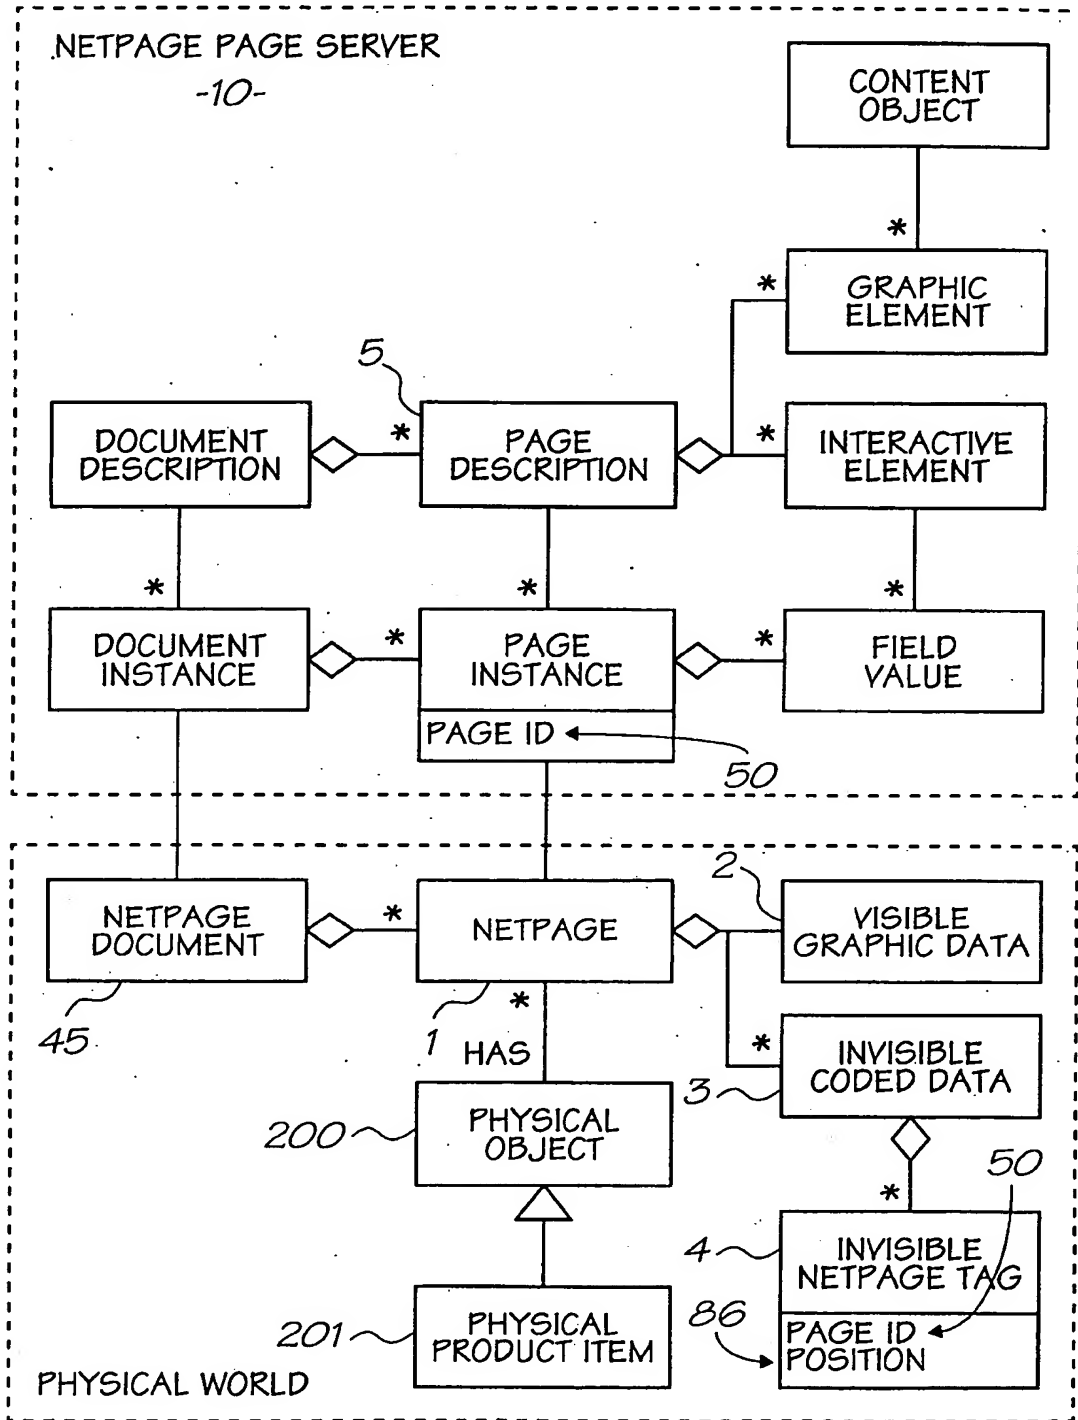 NETPAGE PAGE SERVER
-10-
CONTENT
OBJECT
*
GRAPHIC
ELEMENT
*
5
DOCUMENT
DESCRIPTION
*
PAGE
DESCRIPTION
*
INTERACTIVE
ELEMENT
*
*
*
DOCUMENT
INSTANCE
*
PAGE
INSTANCE
*
FIELD
VALUE
PAGE ID
50
NETPAGE
DOCUMENT
*
NETPAGE
2
VISIBLE
GRAPHIC DATA
45
1
*
HAS
*
INVISIBLE
CODED DATA
3
200
PHYSICAL
OBJECT
50
*
4
INVISIBLE
NETPAGE TAG
201
PHYSICAL
PRODUCT ITEM
86
PAGE ID
POSITION
PHYSICAL WORLD